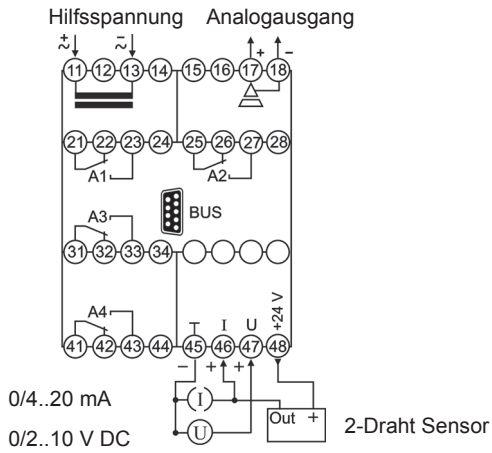 Hilfsspannung Analogausgang
≂+ ≂− + −
11 12 13 14 15 16 17 18
21 22 23 24 25 26 27 28
A1 A2
A3 BUS
31 32 33 34
A4 ⊥ I U +24 V
41 42 43 44 45 46 47 48
− + +
0/4..20 mA I Out + 2-Draht Sensor
0/2..10 V DC U